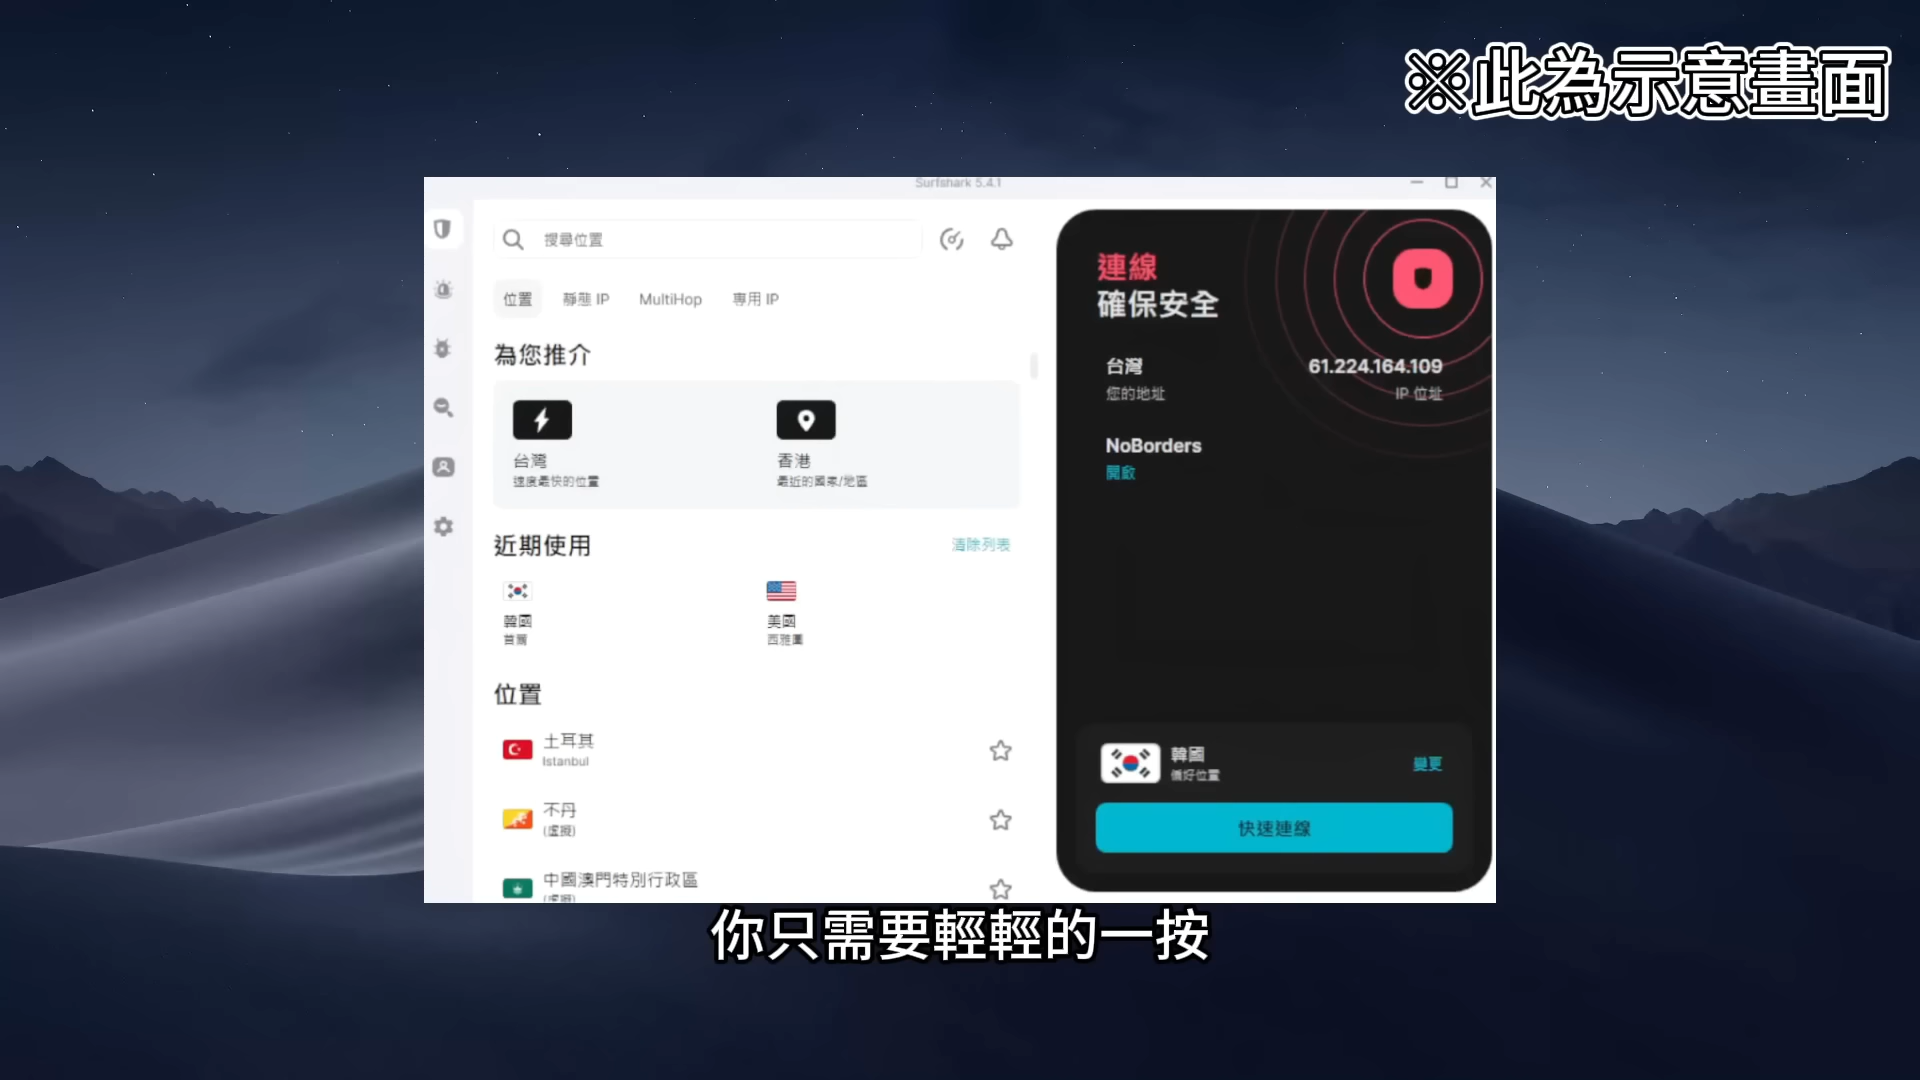 ※此為示意畫面
Surfshark 5.4.1
搜尋位置
位置 靜態 IP MultiHop 專用 IP
為您推介
台灣
速度最快的位置
香港
最近的國家/地區
近期使用
清除列表
韓國
首爾
美國
西雅圖
位置
土耳其
Istanbul
不丹
(虛擬)
中國澳門特別行政區
(虛擬)
連線
確保安全
台灣
您的地址
61.224.164.109
IP 位址
NoBorders
開啟
韓國
偏好位置
變更
快速連線
你只需要輕輕的一按